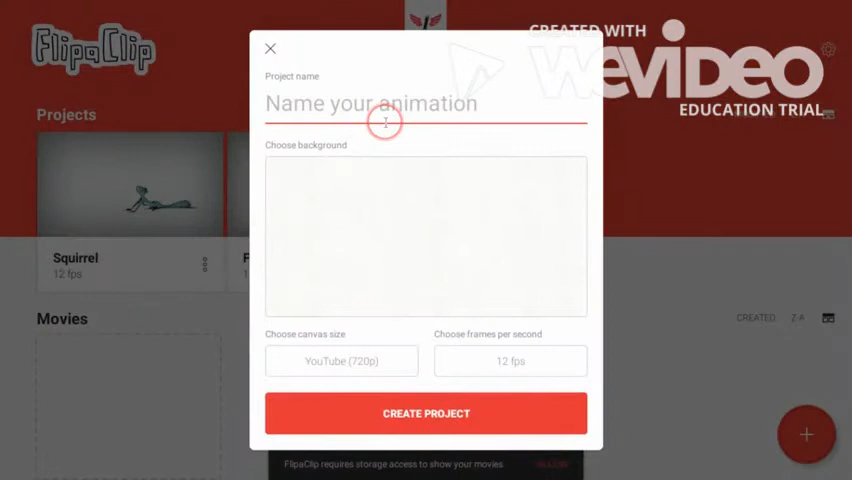 FlipaClip
CREATED WITH
WEVIDEO
EDUCATION TRIAL
Projects
Squirrel
12 fps
F
1
Movies
CREATED
Z A
Project name
Name your animation
Choose background
Choose canvas size
Choose frames per second
YouTube (720p)
12 fps
CREATE PROJECT
FlipaClip requires storage access to show your movies
ALLOW